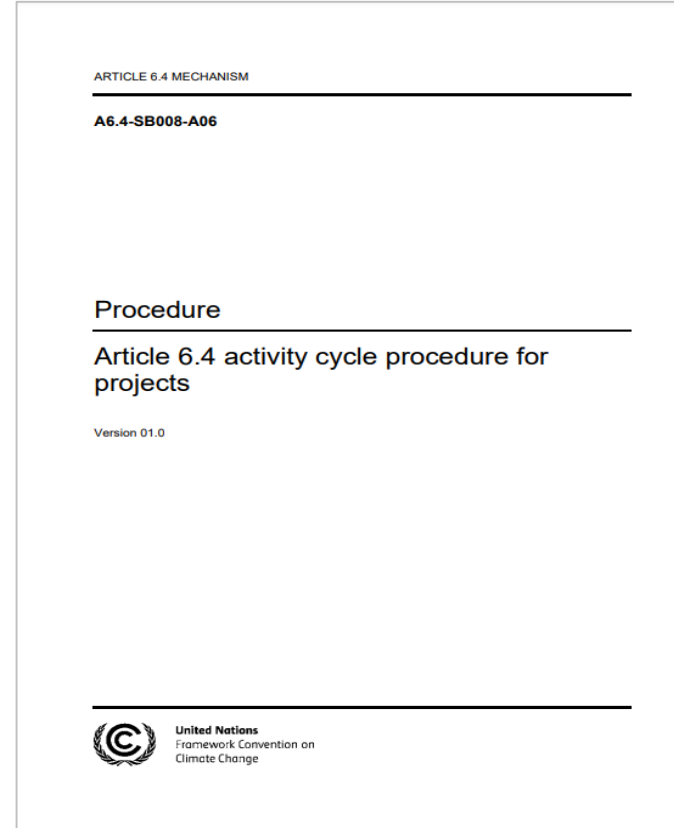 ARTICLE 6.4 MECHANISM
A6.4-SB008-A06
Procedure
Article 6.4 activity cycle procedure for
projects
Version 01.0
United Nations
Framework Convention on
Climate Change